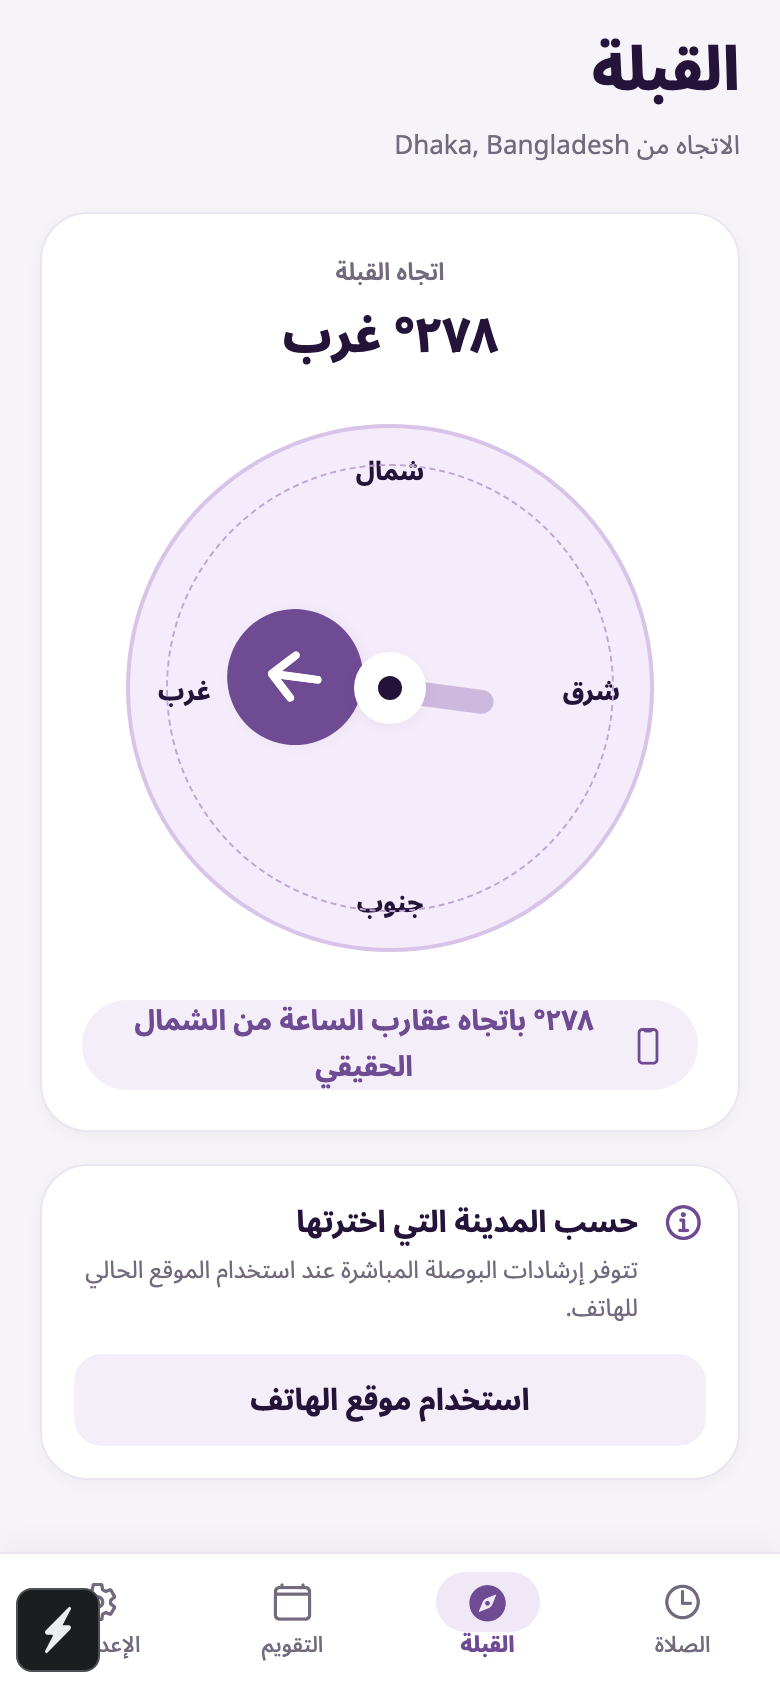 القبلة
الاتجاه من Dhaka, Bangladesh
اتجاه القبلة
٢٧٨° غرب
شمال
شرق
غرب
جنوب
٢٧٨° باتجاه عقارب الساعة من الشمال
الحقيقي
حسب المدينة التي اخترتها
تتوفر إرشادات البوصلة المباشرة عند استخدام الموقع الحالي
للهاتف.
استخدام موقع الهاتف
الصلاة
القبلة
التقويم